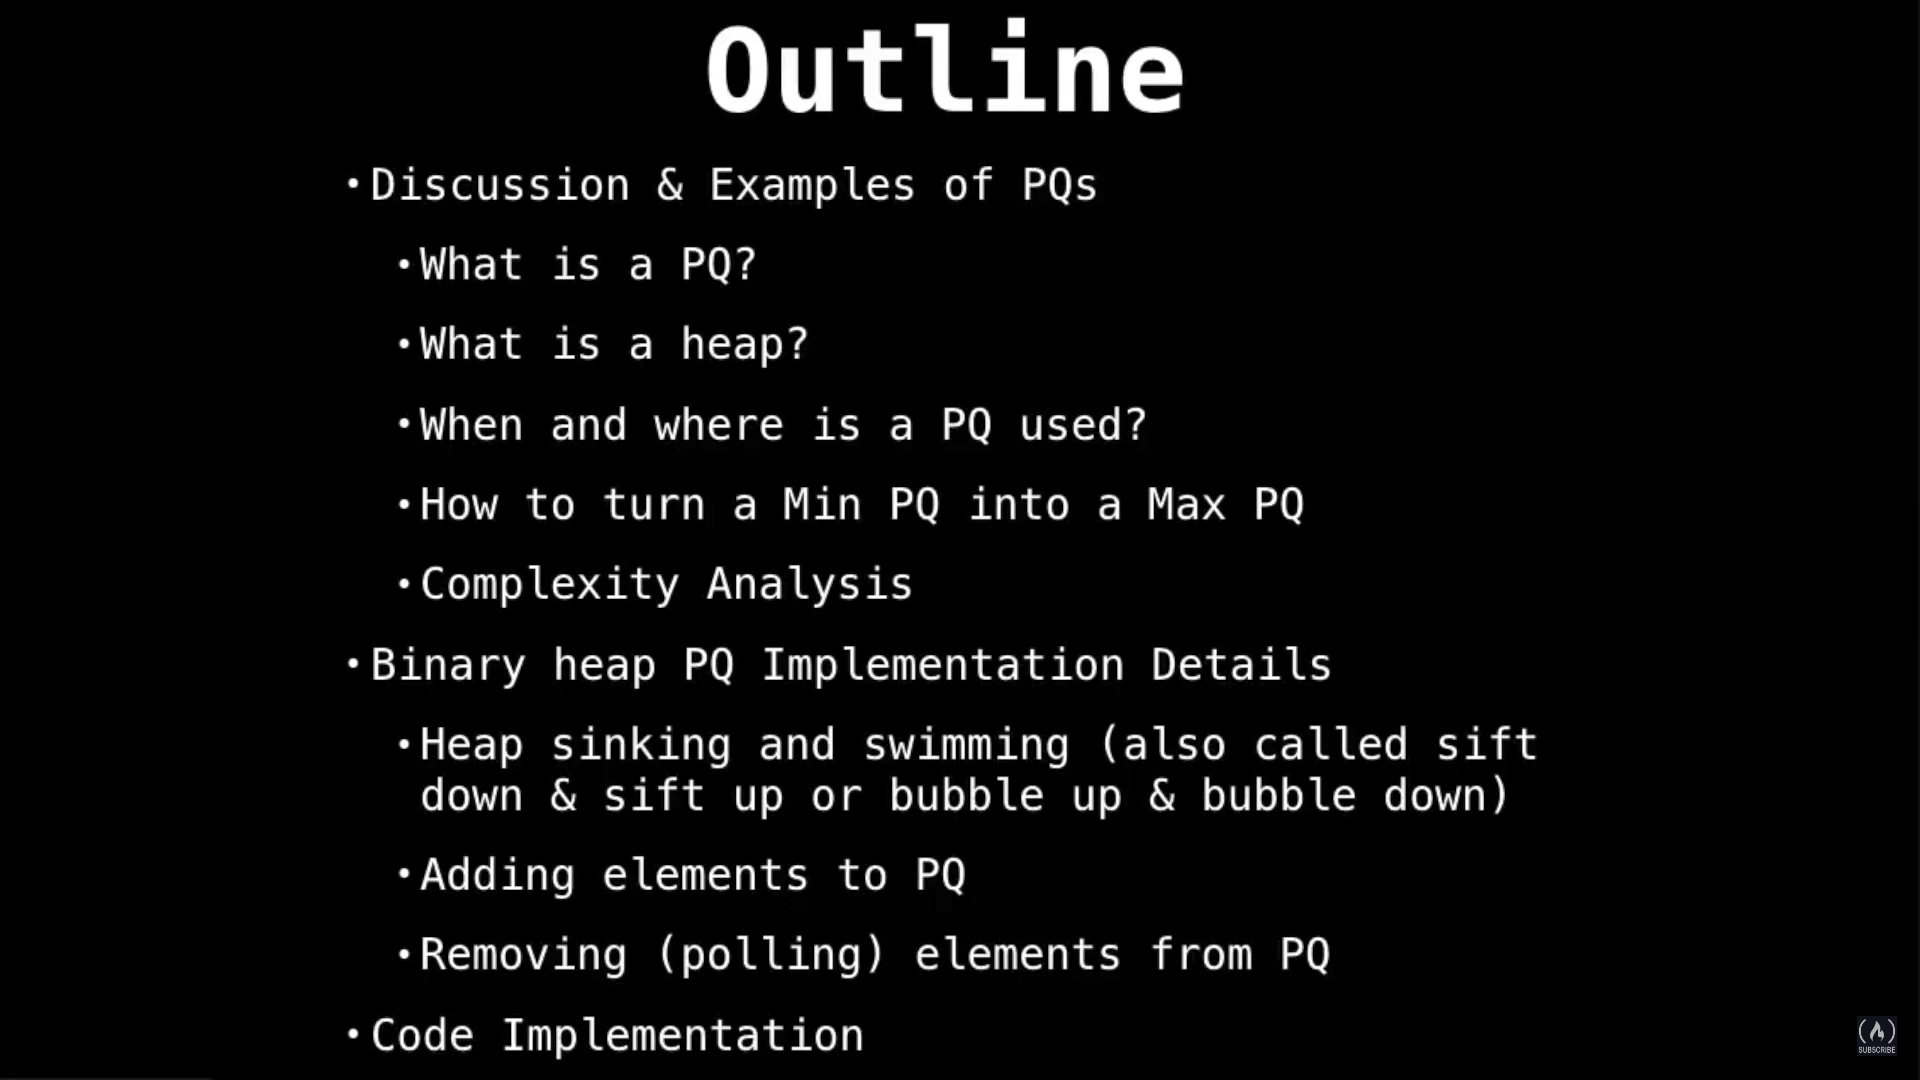 Outline
•Discussion & Examples of PQs
•What is a PQ?
•What is a heap?
•When and where is a PQ used?
•How to turn a Min PQ into a Max PQ
•Complexity Analysis
•Binary heap PQ Implementation Details
•Heap sinking and swimming (also called sift
down & sift up or bubble up & bubble down)
•Adding elements to PQ
•Removing (polling) elements from PQ
•Code Implementation
SUBSCRIBE